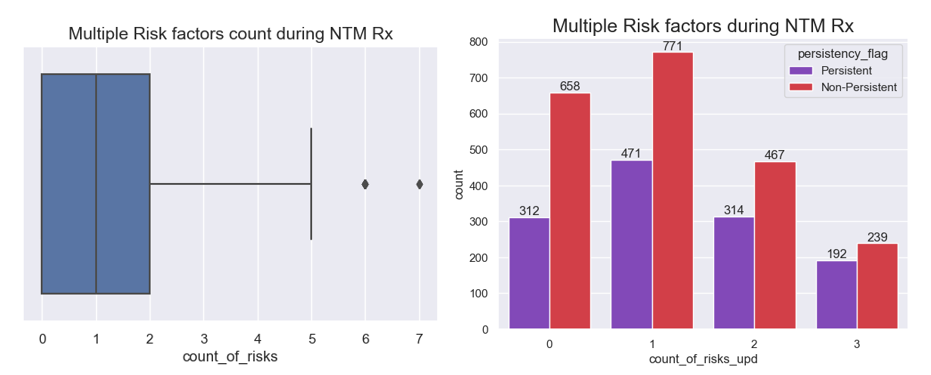 Multiple Risk factors count during NTM Rx
0 1 2 3 4 5 6 7
count_of_risks
Multiple Risk factors during NTM Rx
800
700
600
500
400
300
200
100
0
count
persistency_flag
Persistent
Non-Persistent
312 658
471 771
314 467
192 239
0 1 2 3
count_of_risks_upd